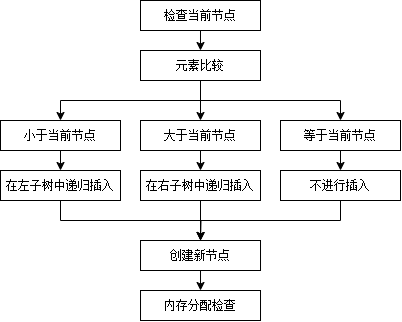 检查当前节点
元素比较
小于当前节点
大于当前节点
等于当前节点
在左子树中递归插入
在右子树中递归插入
不进行插入
创建新节点
内存分配检查